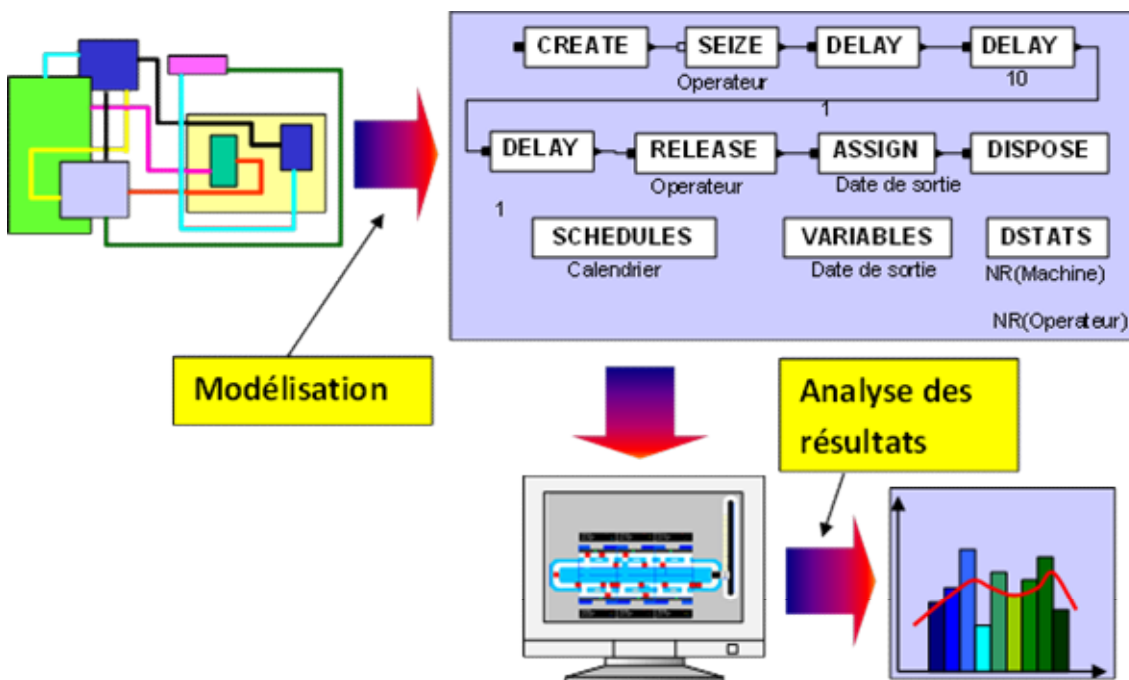 CREATE SEIZE DELAY DELAY
Operateur 10
1
DELAY RELEASE ASSIGN DISPOSE
Operateur Date de sortie
1
SCHEDULES VARIABLES DSTATS
Calendrier Date de sortie NR(Machine)
NR(Operateur)
Modélisation
Analyse des
résultats